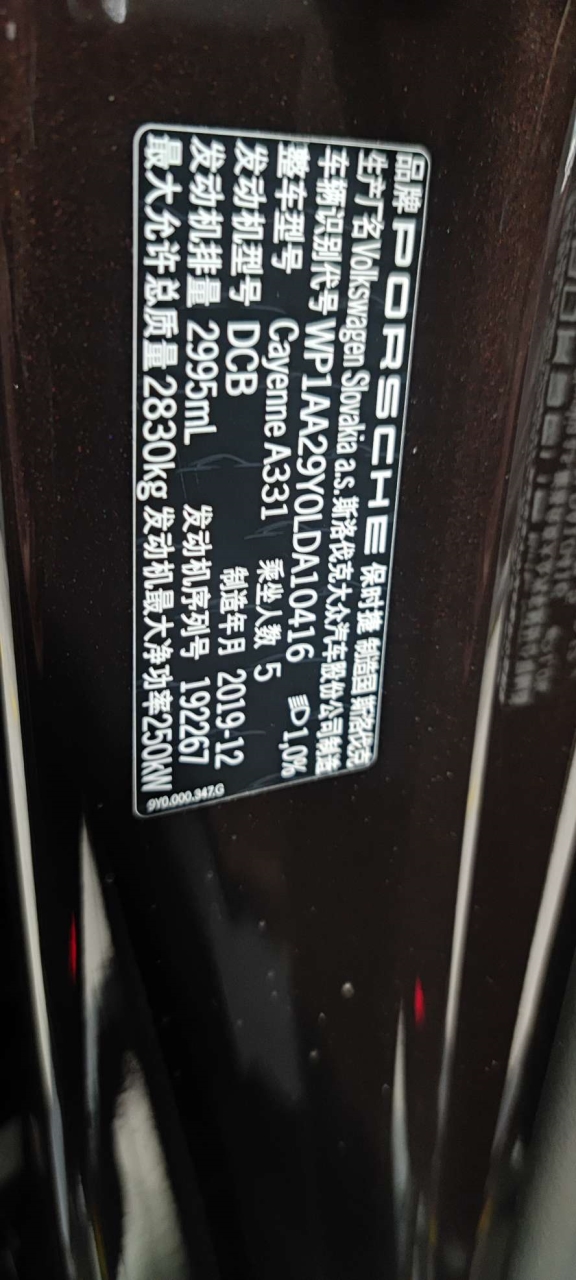 品牌 PORSCHE 保时捷 制造国 斯洛伐克
生产厂名 Volkswagen Slovakia a.s.斯洛伐克大众汽车股份公司制造
车辆识别代号 WP1AA29Y0LDA10416 1,0%
整车型号 Cayenne A331 乘坐人数 5
发动机型号 DCB 制造年月 2019-12
发动机排量 2995mL 发动机序列号 192267
最大允许总质量 2830kg 发动机最大净功率250kW
9Y0.000.347.G